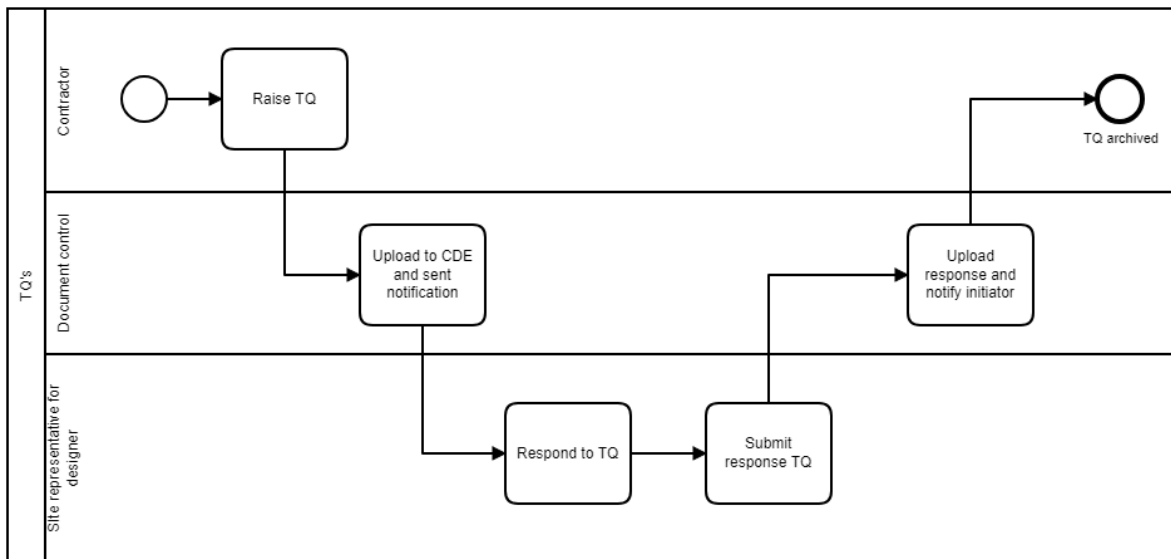 TQ's
Contractor
Raise TQ
TQ archived
Document control
Upload to CDE
and sent
notification
Upload
response and
notify initiator
SIte representative for
designer
Respond to TQ
Submit
response TQ